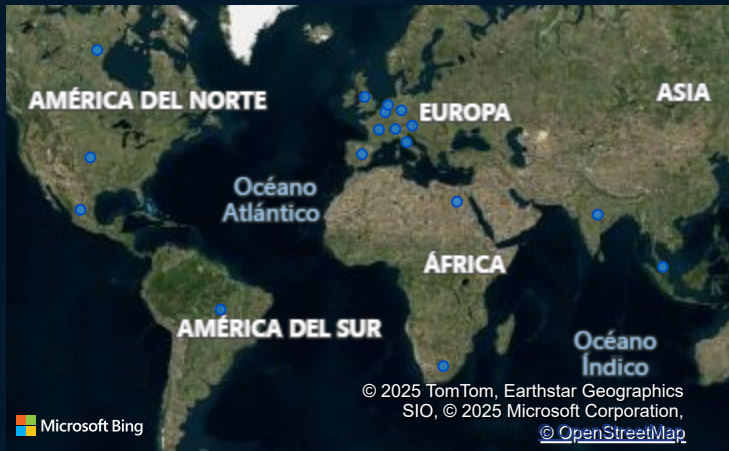 AMÉRICA DEL NORTE
EUROPA
ASIA
Océano
Atlántico
ÁFRICA
AMÉRICA DEL SUR
Océano
Índico
© 2025 TomTom, Earthstar Geographics
SIO, © 2025 Microsoft Corporation,
© OpenStreetMap
Microsoft Bing